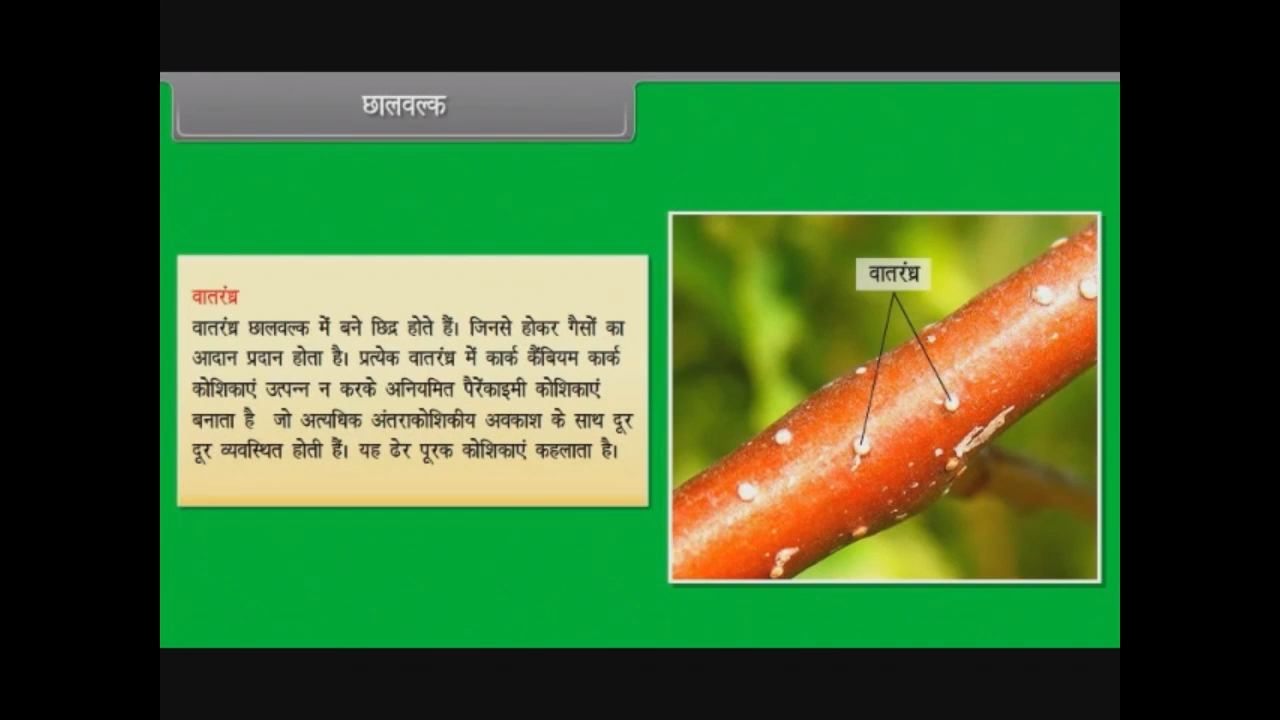 छालवल्क
वातरंध्र
वातरंध्र छालवल्क में बने छिद्र होते हैं। जिनसे होकर गैसों का
आदान प्रदान होता है। प्रत्येक वातरंध्र में कार्क कैंबियम कार्क
कोशिकाएं उत्पन्न न करके अनियमित पैरेंकाइमी कोशिकाएं
बनाता है जो अत्यधिक अंतराकोशिकीय अवकाश के साथ दूर
दूर व्यवस्थित होती हैं। यह ढेर पूरक कोशिकाएं कहलाता है।
वातरंध्र